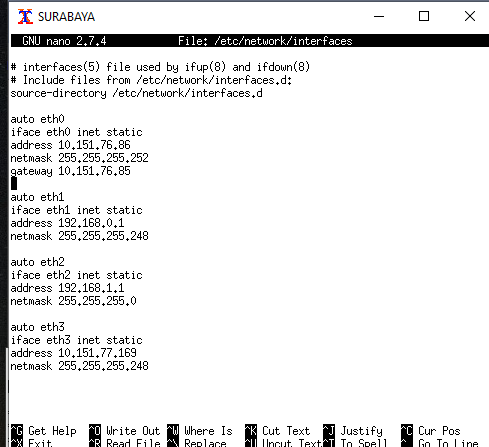 SURABAYA
GNU nano 2.7.4 File: /etc/network/interfaces
# interfaces(5) file used by ifup(8) and ifdown(8)
# Include files from /etc/network/interfaces.d:
source-directory /etc/network/interfaces.d
auto eth0
iface eth0 inet static
address 10.151.76.86
netmask 255.255.255.252
gateway 10.151.76.85
auto eth1
iface eth1 inet static
address 192.168.0.1
netmask 255.255.255.248
auto eth2
iface eth2 inet static
address 192.168.1.1
netmask 255.255.255.0
auto eth3
iface eth3 inet static
address 10.151.77.169
netmask 255.255.255.248
^G Get Help ^O Write Out ^W Where Is ^K Cut Text ^J Justify ^C Cur Pos
^X Exit ^R Read File ^\ Replace ^U Uncut Text ^T To Spell ^_ Go To Line